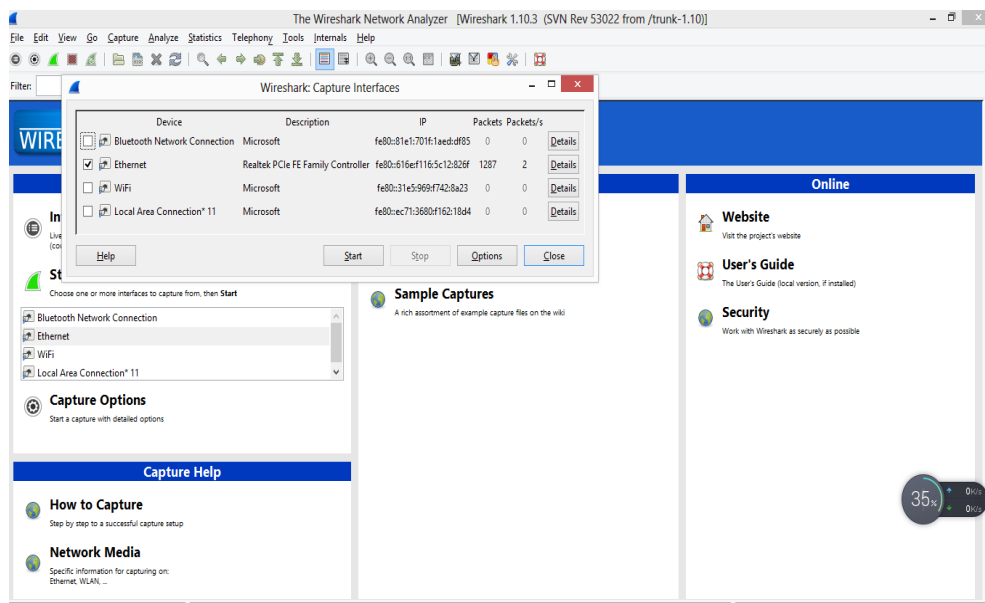 The Wireshark Network Analyzer [Wireshark 1.10.3 (SVN Rev 53022 from /trunk-1.10)]
File Edit View Go Capture Analyze Statistics Telephony Tools Internals Help
Filter:
Wireshark: Capture Interfaces
Device Description IP Packets Packets/s
Bluetooth Network Connection Microsoft fe80::81e1:701f:1aed:df85 0 0 Details
Ethernet Realtek PCIe FE Family Controller fe80::616e:f116:5c12:826f 1287 2 Details
WiFi Microsoft fe80::31e5:969:f742:8a23 0 0 Details
Local Area Connection* 11 Microsoft fe80::ec71:3680:f162:18d4 0 0 Details
Help Start Stop Options Close
WIRE
In
Live
(co
St
Choose one or more interfaces to capture from, then Start
Bluetooth Network Connection
Ethernet
WiFi
Local Area Connection* 11
Capture Options
Start a capture with detailed options
Capture Help
How to Capture
Step by step to a successful capture setup
Network Media
Specific information for capturing on:
Ethernet, WLAN, ...
Sample Captures
A rich assortment of example capture files on the wiki
Online
Website
Visit the project's website
User's Guide
The User's Guide (local version, if installed)
Security
Work with Wireshark as securely as possible
35%
0K/s
0K/s